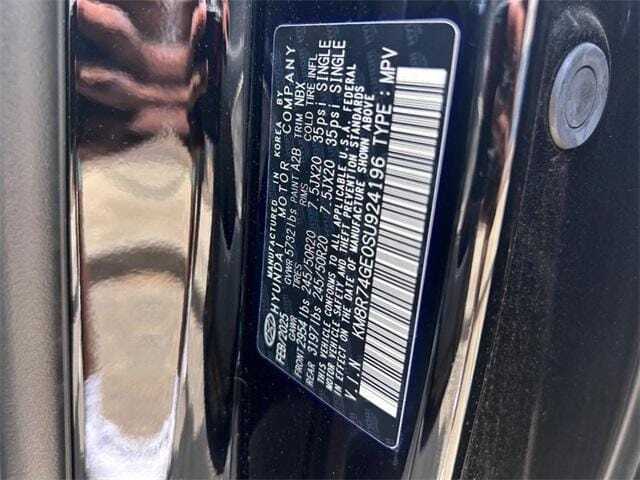 MANUFACTURED IN KOREA BY
HYUNDAI MOTOR COMPANY
FEB. 2025 GVWR 5732 lbs PAINT A2B TRIM NBX
GAWR TIRES RIMS COLD TIRE INFL
FRONT 2954 lbs 245/50R20 7.5JX20 35psi SINGLE
REAR 3197 lbs 245/50R20 7.5JX20 35psi SINGLE
THIS VEHICLE CONFORMS TO ALL APPLICABLE U.S.A. FEDERAL
MOTOR VEHICLE SAFETY AND THEFT PREVENTION STANDARDS
IN EFFECT ON THE DATE OF MANUFACTURE SHOWN ABOVE
V.I.N KM8R74GE0SU924196 TYPE : MPV